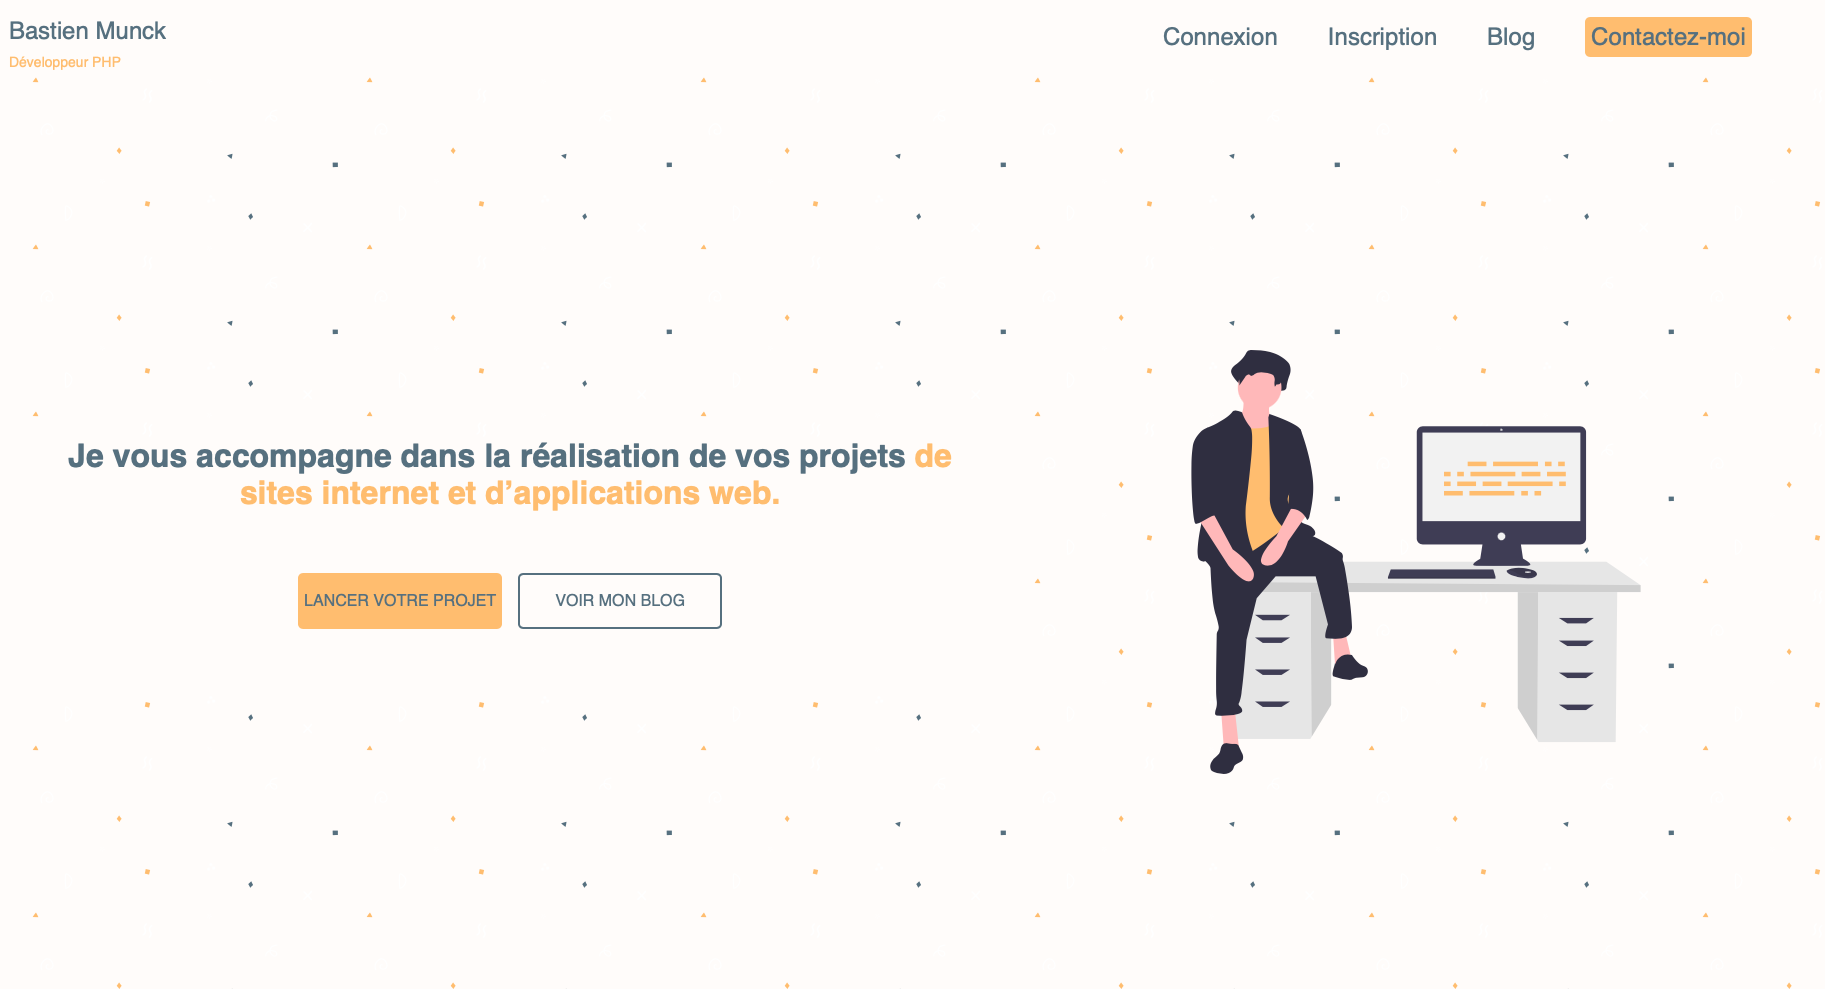 Bastien Munck
Développeur PHP
Connexion Inscription Blog Contactez-moi
Je vous accompagne dans la réalisation de vos projets de
sites internet et d’applications web.
LANCER VOTRE PROJET VOIR MON BLOG